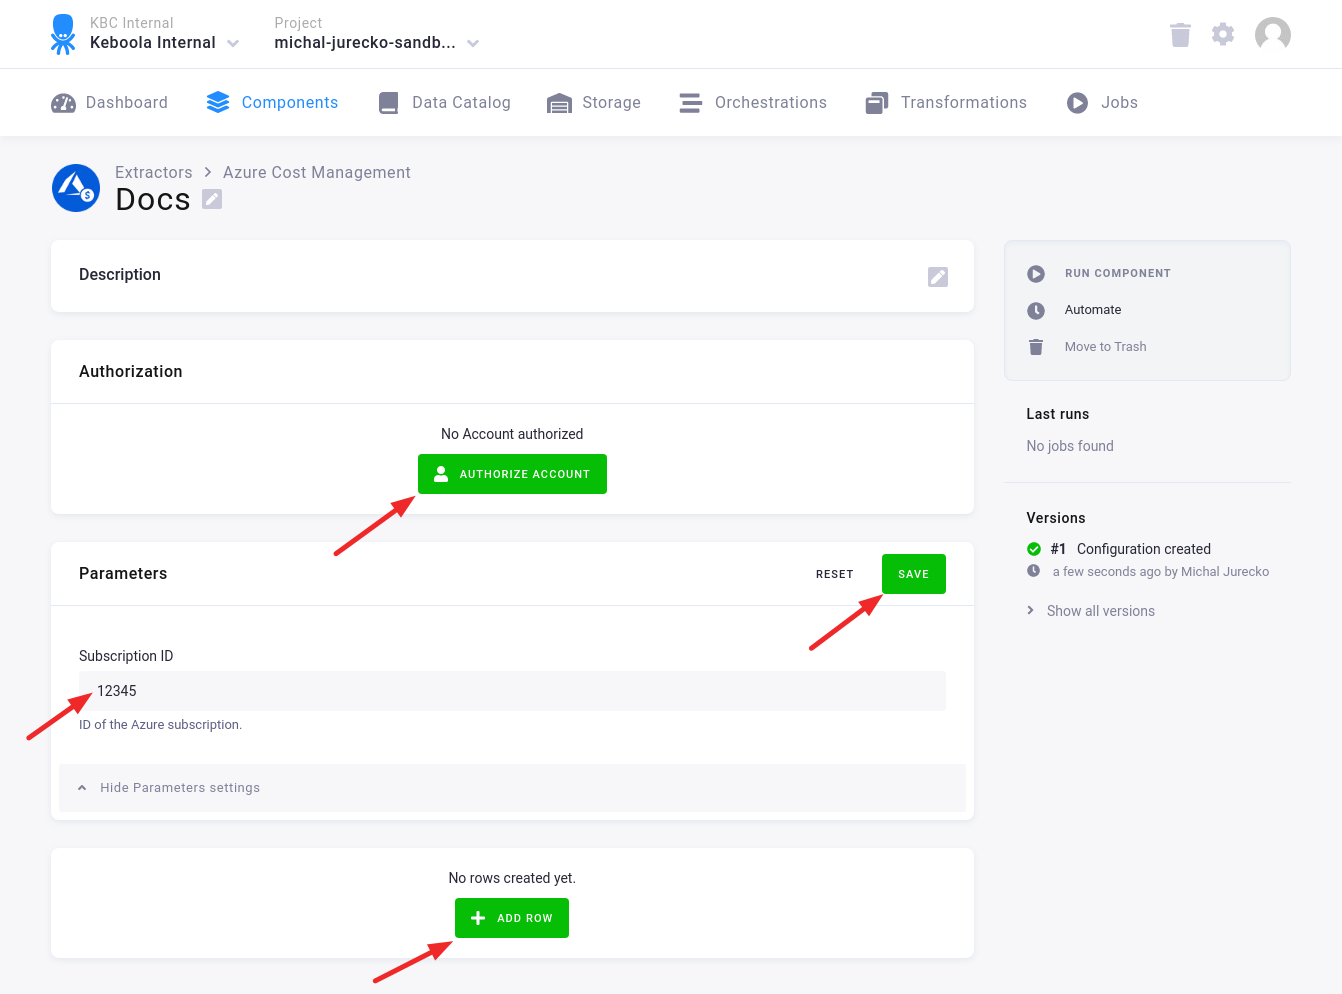 KBC Internal
Keboola Internal
Project
michal-jurecko-sandb...
Dashboard
Components
Data Catalog
Storage
Orchestrations
Transformations
Jobs
Extractors
Azure Cost Management
Docs
Description
Authorization
No Account authorized
AUTHORIZE ACCOUNT
Parameters
RESET
SAVE
Subscription ID
12345
ID of the Azure subscription.
Hide Parameters settings
No rows created yet.
ADD ROW
RUN COMPONENT
Automate
Move to Trash
Last runs
No jobs found
Versions
#1 Configuration created
a few seconds ago by Michal Jurecko
Show all versions